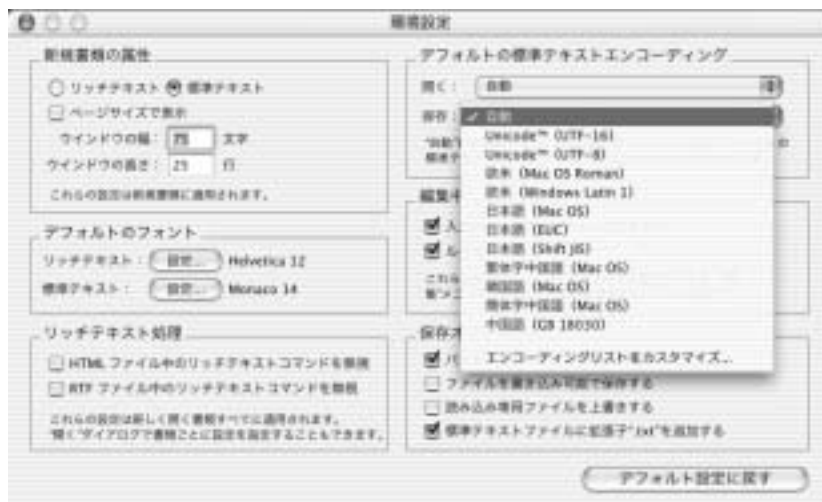 環境設定
新規書類の属性
リッチテキスト 標準テキスト
ページサイズで表示
ウインドウの幅: 75 文字
ウインドウの高さ: 25 行
これらの設定は新規書類に適用されます。
デフォルトのフォント
リッチテキスト: 設定... Helvetica 12
標準テキスト: 設定... Monaco 14
リッチテキスト処理
HTML ファイル中のリッチテキストコマンドを無視
RTF ファイル中のリッチテキストコマンドを無視
これらの設定は新しく開く書類すべてに適用されます。
"開く"ダイアログで書類ごとに設定を指定することもできます。
デフォルトの標準テキストエンコーディング
開く: 自動
保存: ✓ 自動
Unicode™ (UTF-16)
Unicode™ (UTF-8)
欧米 (Mac OS Roman)
欧米 (Windows Latin 1)
日本語 (Mac OS)
日本語 (EUC)
日本語 (Shift JIS)
繁体字中国語 (Mac OS)
韓国語 (Mac OS)
簡体字中国語 (Mac OS)
中国語 (GB 18030)
エンコーディングリストをカスタマイズ...
"自動"
標準テ
の
編集中
入
ル
これら
集"メニ
保存オ
バ
ファイルを書き込み可能で保存する
読み込み専用ファイルを上書きする
標準テキストファイルに拡張子".txt"を追加する
デフォルト設定に戻す